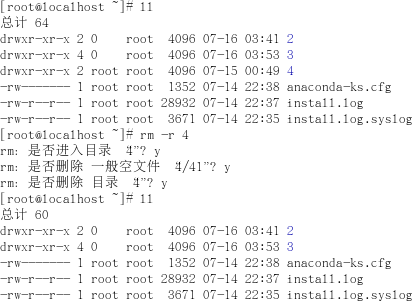 [root@localhost ~]# ll
总计 64
drwxr-xr-x 2 0    root  4096 07-16 03:41 2
drwxr-xr-x 4 0    root  4096 07-16 03:53 3
drwxr-xr-x 2 root root  4096 07-15 00:49 4
-rw------- 1 root root  1352 07-14 22:38 anaconda-ks.cfg
-rw-r--r-- 1 root root 28932 07-14 22:37 install.log
-rw-r--r-- 1 root root  3671 07-14 22:35 install.log.syslog
[root@localhost ~]# rm -r 4
rm: 是否进入目录 “4”? y
rm: 是否删除 一般空文件 “4/41”? y
rm: 是否删除 目录 “4”? y
[root@localhost ~]# ll
总计 60
drwxr-xr-x 2 0    root  4096 07-16 03:41 2
drwxr-xr-x 4 0    root  4096 07-16 03:53 3
-rw------- 1 root root  1352 07-14 22:38 anaconda-ks.cfg
-rw-r--r-- 1 root root 28932 07-14 22:37 install.log
-rw-r--r-- 1 root root  3671 07-14 22:35 install.log.syslog